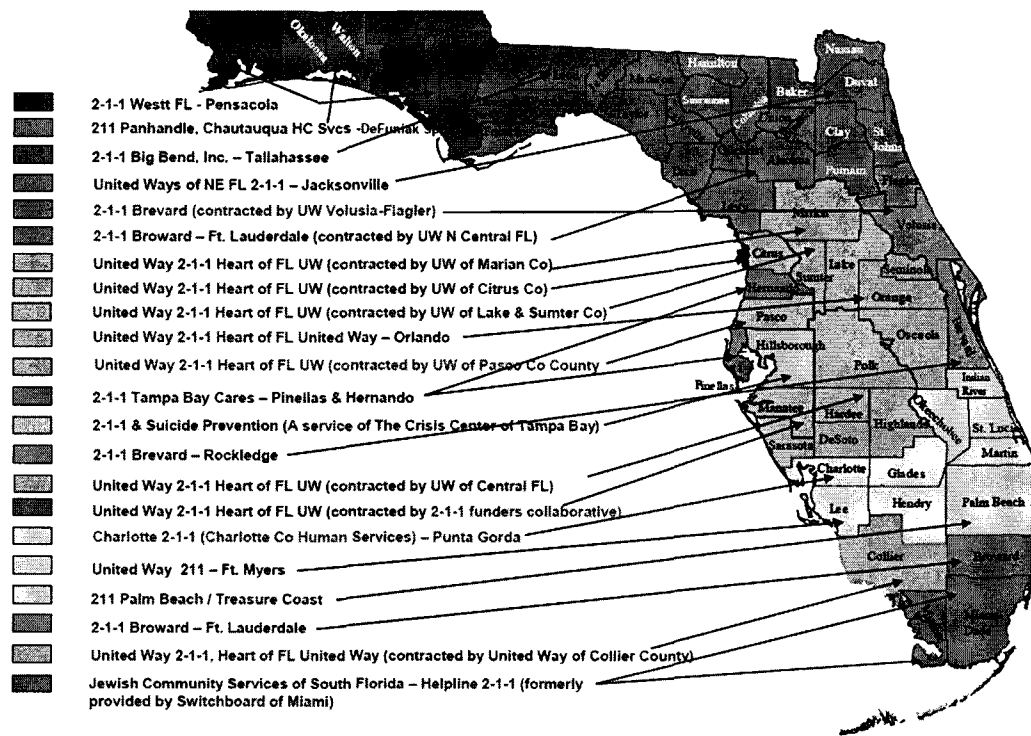 2-1-1 Westt FL - Pensacola
211 Panhandle, Chautauqua HC Svcs -DeFuniak Sp
2-1-1 Big Bend, Inc. – Tallahassee
United Ways of NE FL 2-1-1 – Jacksonville
2-1-1 Brevard (contracted by UW Volusia-Flagler)
2-1-1 Broward – Ft. Lauderdale (contracted by UW N Central FL)
United Way 2-1-1 Heart of FL UW (contracted by UW of Marian Co)
United Way 2-1-1 Heart of FL UW (contracted by UW of Citrus Co)
United Way 2-1-1 Heart of FL UW (contracted by UW of Lake & Sumter Co)
United Way 2-1-1 Heart of FL United Way – Orlando
United Way 2-1-1 Heart of FL UW (contracted by UW of Pasco Co County
2-1-1 Tampa Bay Cares – Pinellas & Hernando
2-1-1 & Suicide Prevention (A service of The Crisis Center of Tampa Bay)
2-1-1 Brevard – Rockledge
United Way 2-1-1 Heart of FL UW (contracted by UW of Central FL)
United Way 2-1-1 Heart of FL UW (contracted by 2-1-1 funders collaborative)
Charlotte 2-1-1 (Charlotte Co Human Services) – Punta Gorda
United Way 211 – Ft. Myers
211 Palm Beach / Treasure Coast
2-1-1 Broward – Ft. Lauderdale
United Way 2-1-1, Heart of FL United Way (contracted by United Way of Collier County)
Jewish Community Services of South Florida – Helpline 2-1-1 (formerly
provided by Switchboard of Miami)
Okaloosa
Walton
Hamilton
Nassau
Madison
Suwannee
Columbia
Baker
Duval
Clay
St
Johns
Alachua
Putnam
Flagler
Levy
Marion
Volusia
Citrus
Sumter
Lake
Seminole
Hernando
Orange
Pasco
Osceola
Hillsborough
Polk
Pinellas
Indian
River
Manatee
Hardee
Highlands
Okeechobee
St. Lucie
Sarasota
DeSoto
Martin
Charlotte
Glades
Lee
Hendry
Palm Beach
Collier
Broward